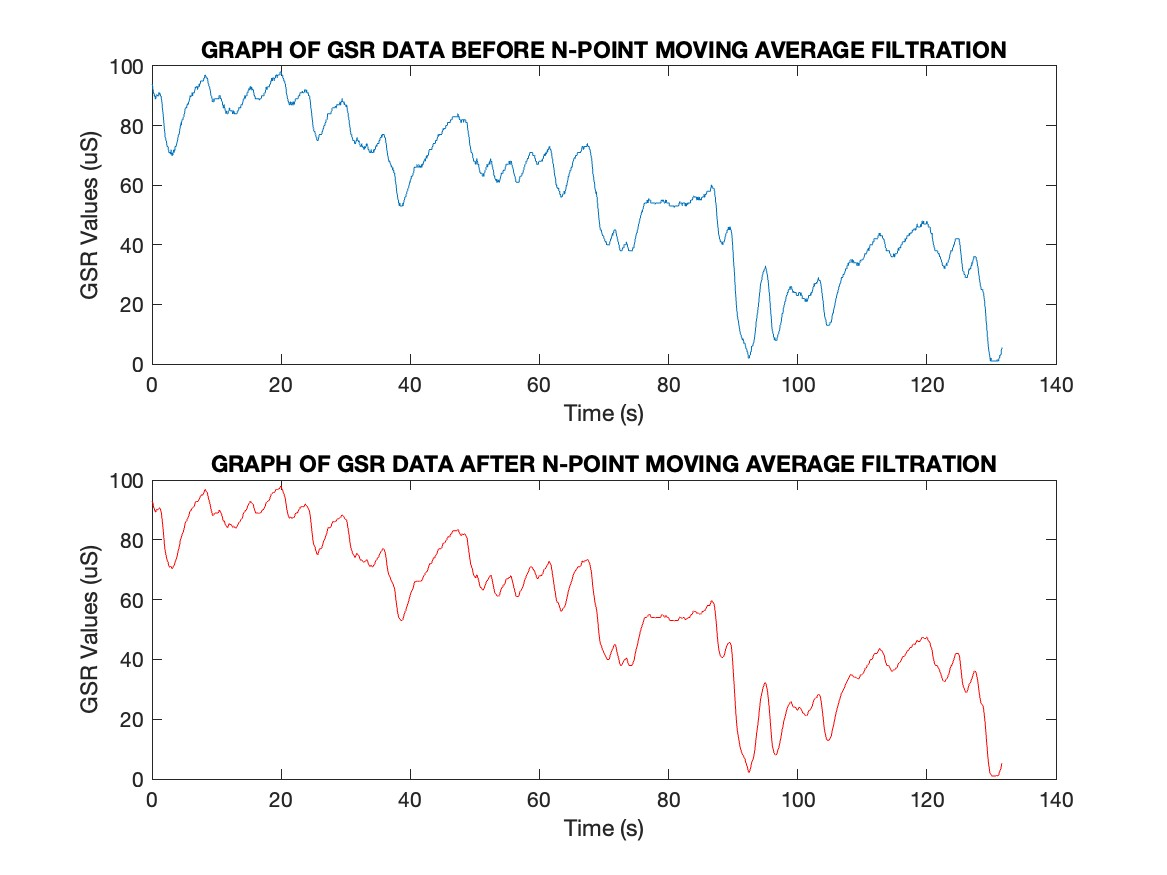 GRAPH OF GSR DATA BEFORE N-POINT MOVING AVERAGE FILTRATION
100
80
60
40
20
0
GSR Values (uS)
0 20 40 60 80 100 120 140
Time (s)
GRAPH OF GSR DATA AFTER N-POINT MOVING AVERAGE FILTRATION
100
80
60
40
20
0
GSR Values (uS)
0 20 40 60 80 100 120 140
Time (s)